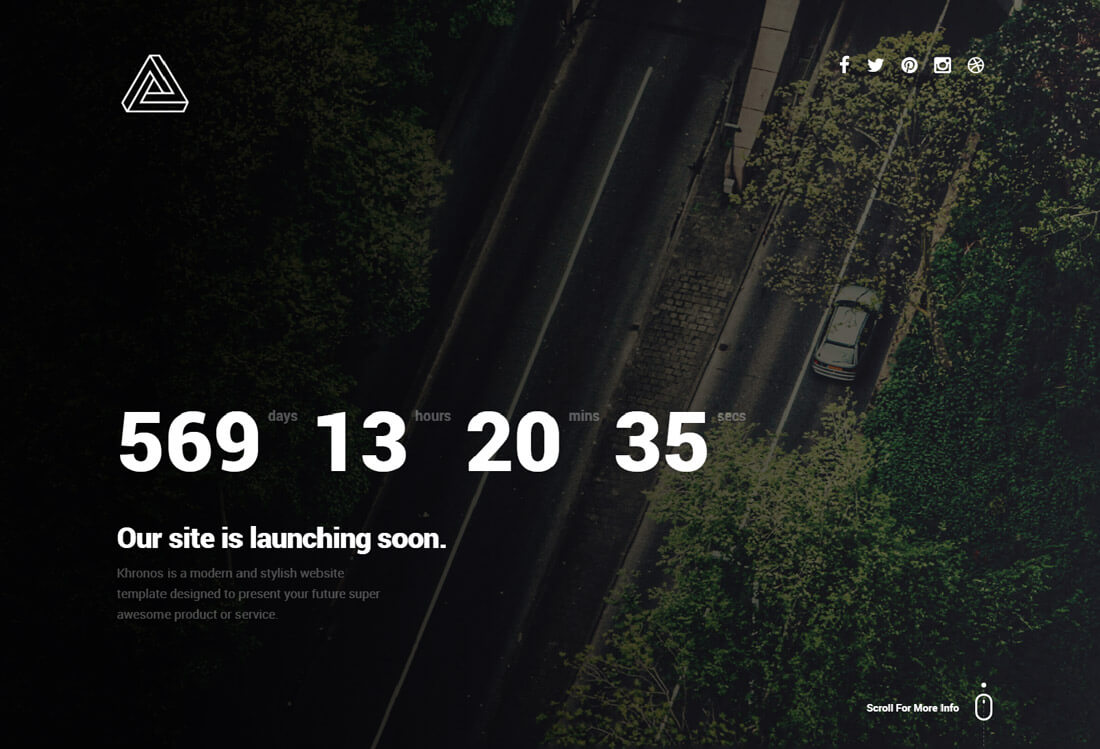 569 days 13 hours 20 mins 35 secs
Our site is launching soon.
Khronos is a modern and stylish website
template designed to present your future super
awesome product or service.
Scroll For More Info